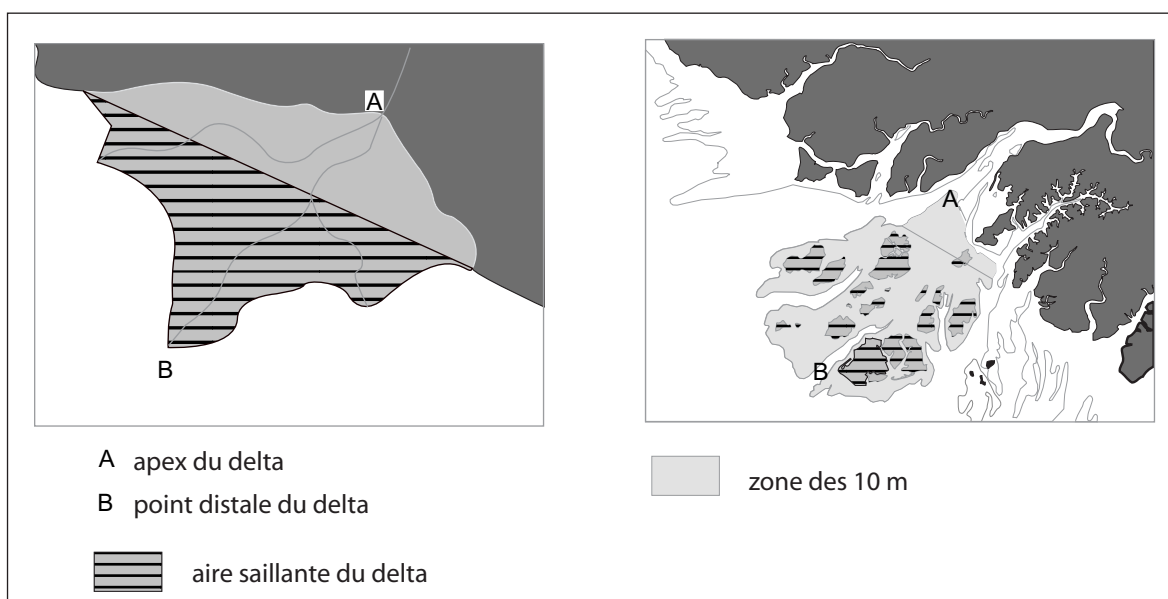 A
B
A
B
A apex du delta
B point distale du delta
aire saillante du delta
zone des 10 m